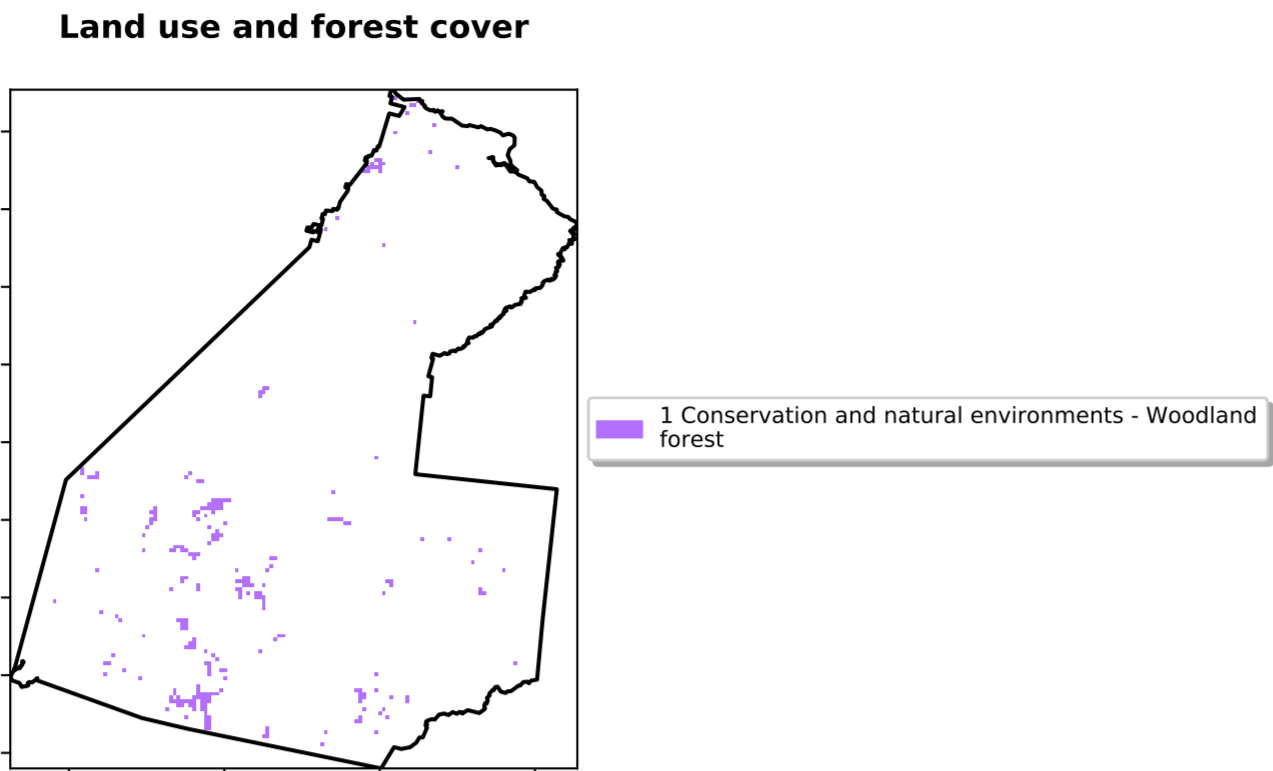 Land use and forest cover
1 Conservation and natural environments - Woodland
forest